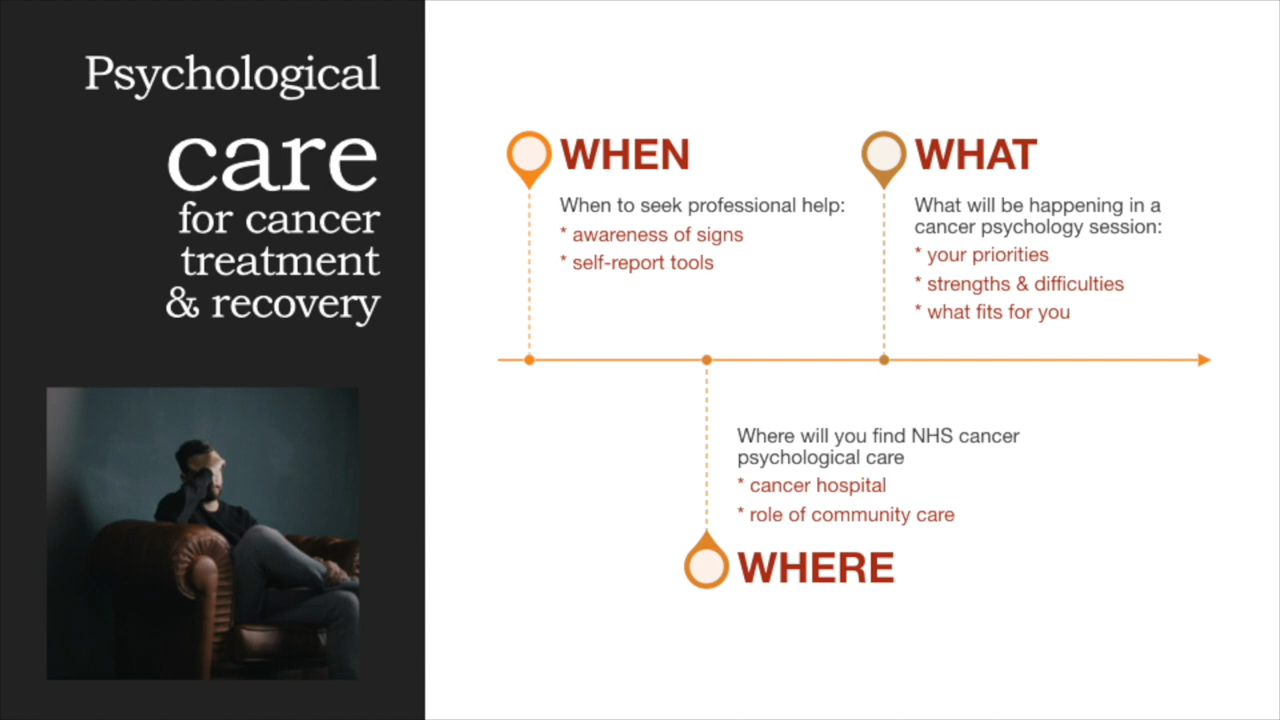 Psychological
care
for cancer
treatment
& recovery
WHEN
When to seek professional help:
* awareness of signs
* self-report tools
WHAT
What will be happening in a
cancer psychology session:
* your priorities
* strengths & difficulties
* what fits for you
Where will you find NHS cancer
psychological care
* cancer hospital
* role of community care
WHERE